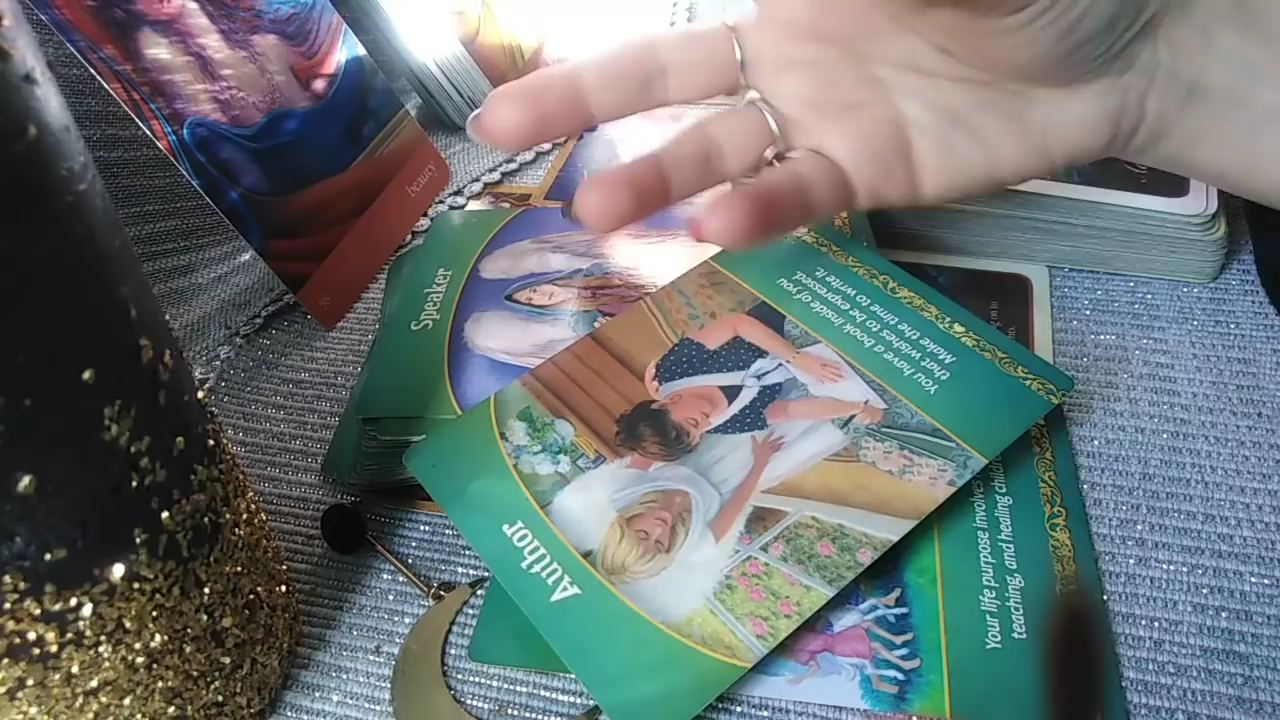 beauty
58
Speaker
You have a book inside of you
that wishes to be expressed.
Make the time to write it.
Author
Your life purpose involves
teaching, and healing